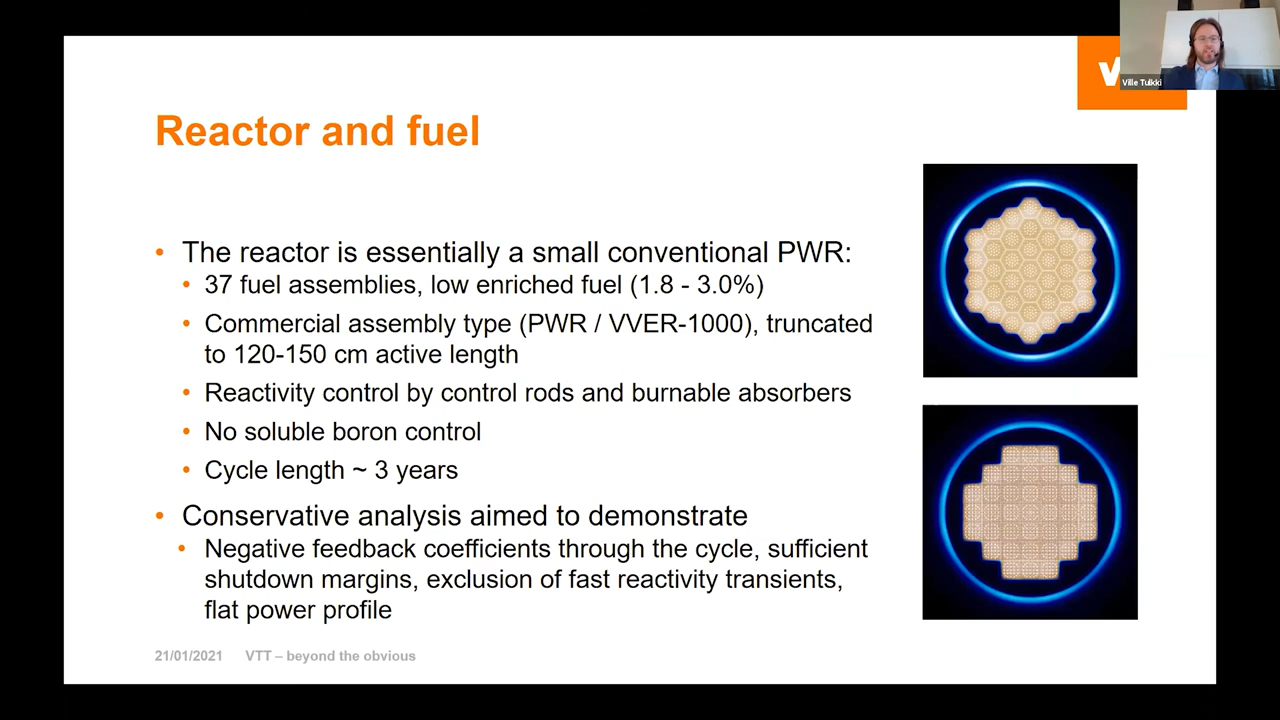 Ville Tulkki
Reactor and fuel
• The reactor is essentially a small conventional PWR:
• 37 fuel assemblies, low enriched fuel (1.8 - 3.0%)
• Commercial assembly type (PWR / VVER-1000), truncated
to 120-150 cm active length
• Reactivity control by control rods and burnable absorbers
• No soluble boron control
• Cycle length ~ 3 years
• Conservative analysis aimed to demonstrate
• Negative feedback coefficients through the cycle, sufficient
shutdown margins, exclusion of fast reactivity transients,
flat power profile
21/01/2021 VTT – beyond the obvious